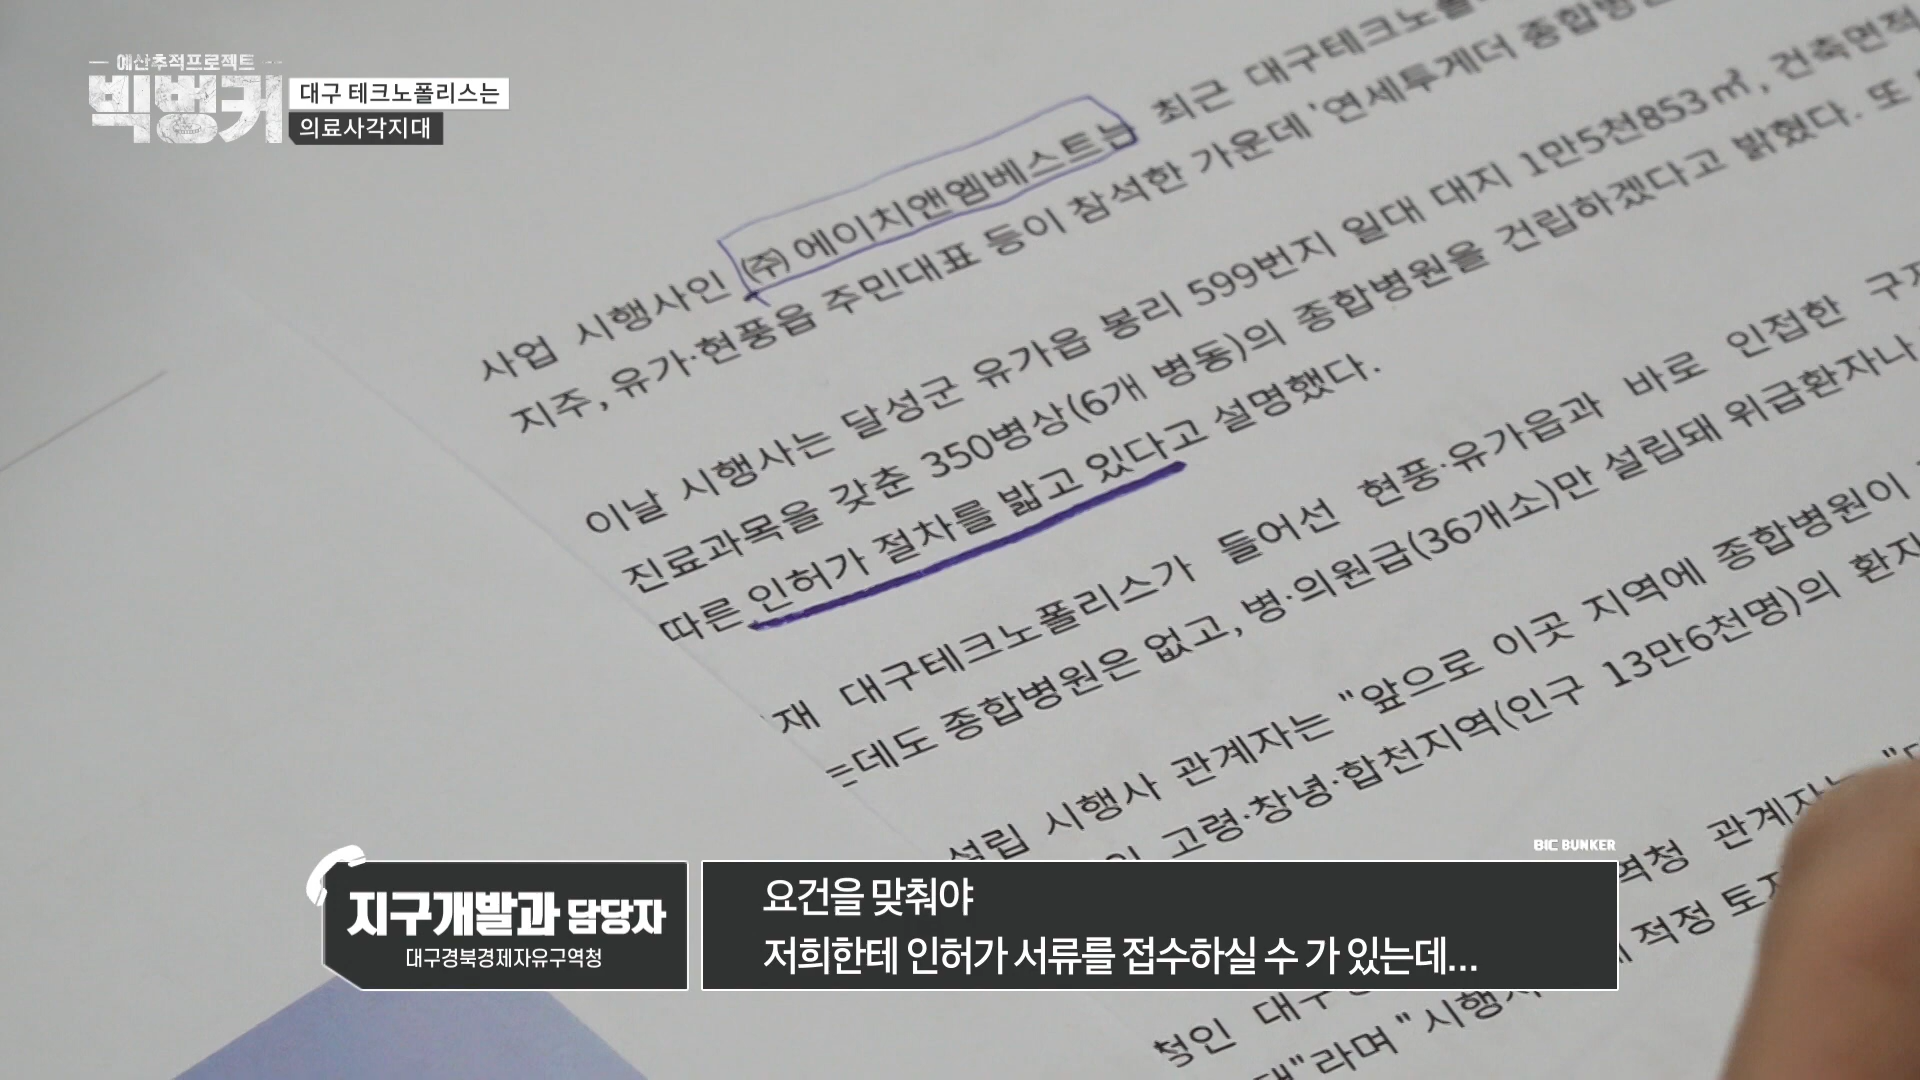 예산추적프로젝트
빅벙커
대구 테크노폴리스는
의료사각지대
사업 시행사인 ㈜에이치앤엠베스트는 최근 대구테크노폴리
지주, 유가·현풍읍 주민대표 등이 참석한 가운데 '연세투게더 종합병원
이날 시행사는 달성군 유가읍 봉리 599번지 일대 대지 1만5천853㎡, 건축면적
진료과목을 갖춘 350병상(6개 병동)의 종합병원을 건립하겠다고 밝혔다. 또
따른 인허가 절차를 밟고 있다고 설명했다.
재 대구테크노폴리스가 들어선 현풍·유가읍과 바로 인접한 구지
데도 종합병원은 없고, 병·의원급(36개소)만 설립돼 위급환자나
설립 시행사 관계자는 "앞으로 이곳 지역에 종합병원이
고령·창녕·합천지역(인구 13만6천명)의 환자
역청 관계자는
적정 토지
청인 대구
라며 "시행사
BIG BUNKER
지구개발과 담당자
대구경북경제자유구역청
요건을 맞춰야
저희한테 인허가 서류를 접수하실 수 가 있는데...